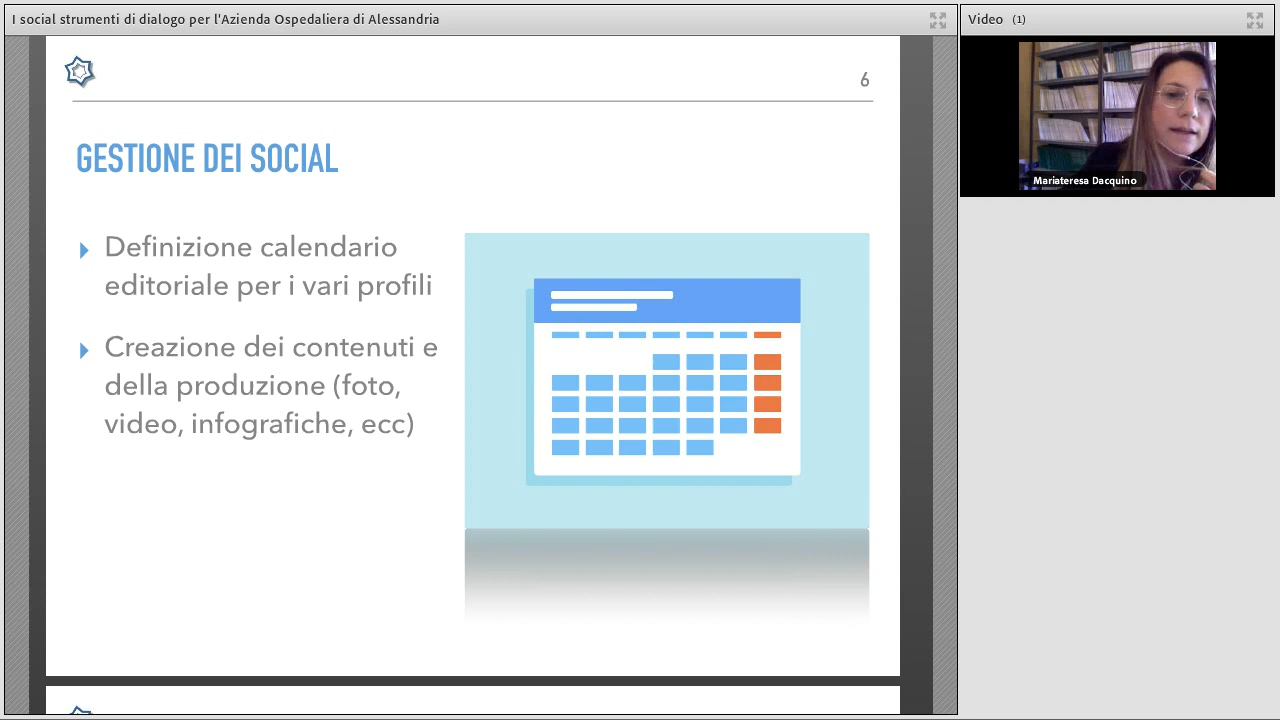 I social strumenti di dialogo per l'Azienda Ospedaliera di Alessandria
Video (1)
6
GESTIONE DEI SOCIAL
Definizione calendario
editoriale per i vari profili
Creazione dei contenuti e
della produzione (foto,
video, infografiche, ecc)
Mariateresa Dacquino